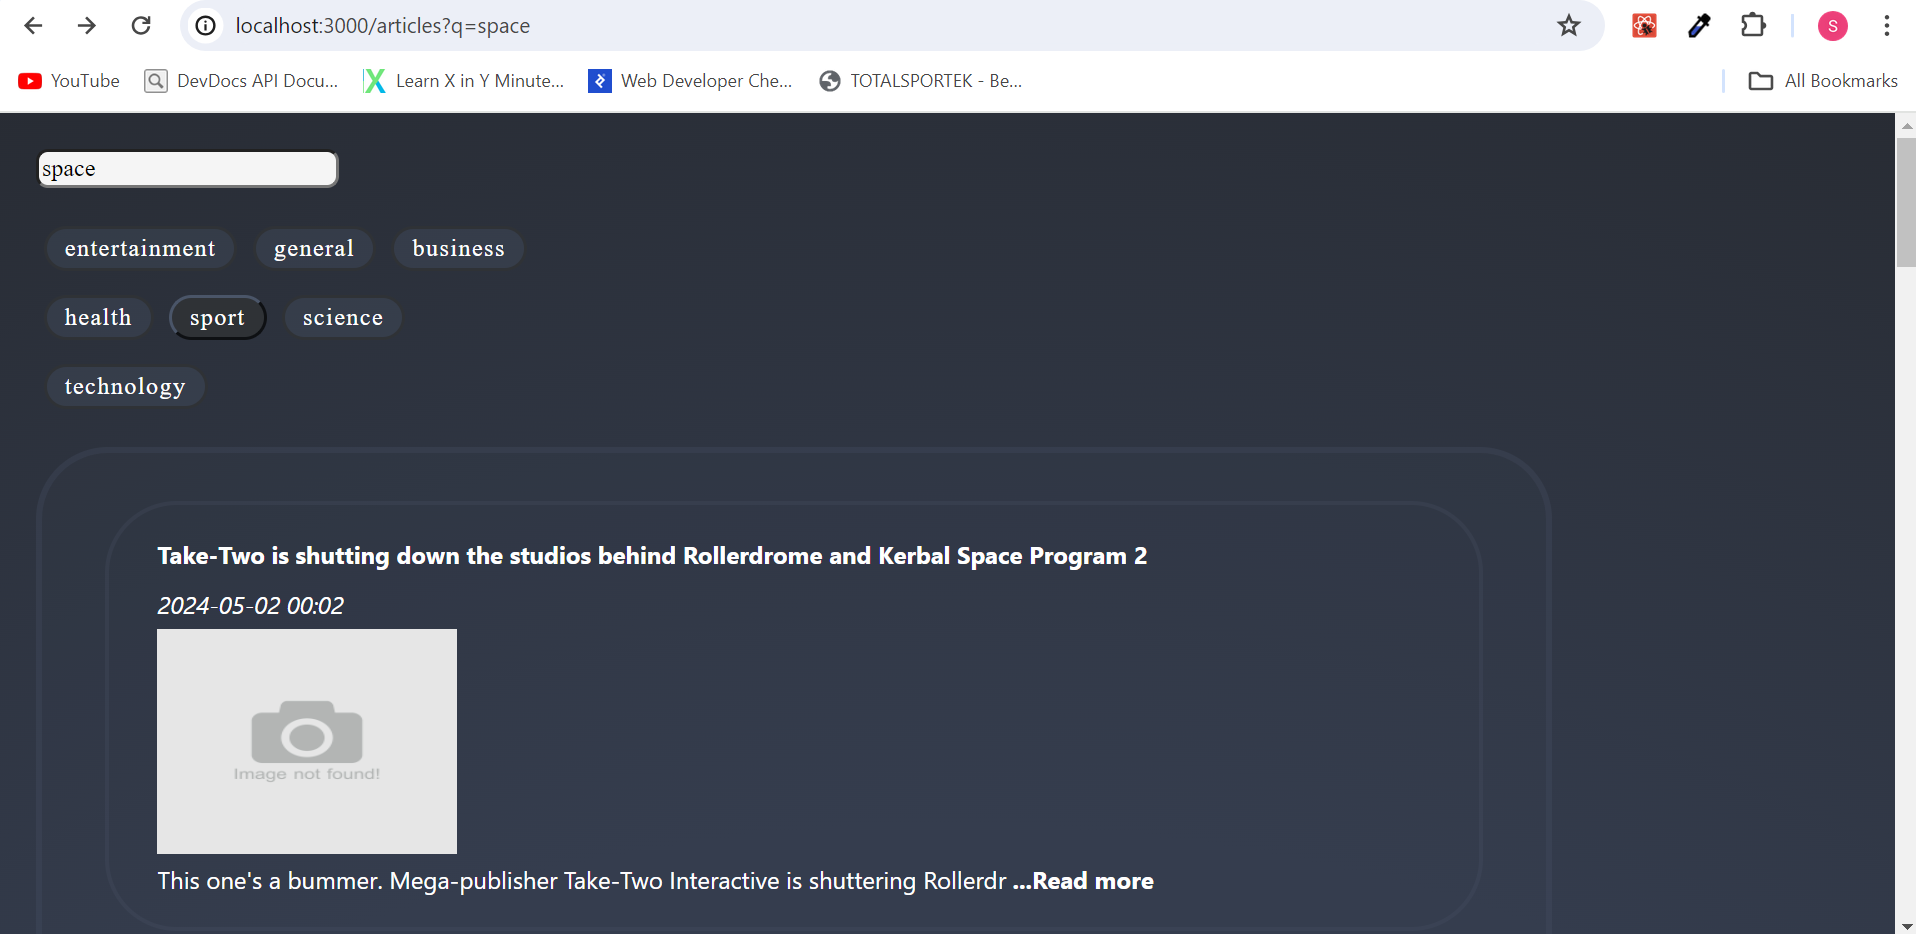 localhost:3000/articles?q=space
S
YouTube DevDocs API Docu... Learn X in Y Minute... Web Developer Che... TOTALSPORTEK - Be... All Bookmarks
space
entertainment general business
health sport science
technology
Take-Two is shutting down the studios behind Rollerdrome and Kerbal Space Program 2
2024-05-02 00:02
Image not found!
This one's a bummer. Mega-publisher Take-Two Interactive is shuttering Rollerdr ...Read more